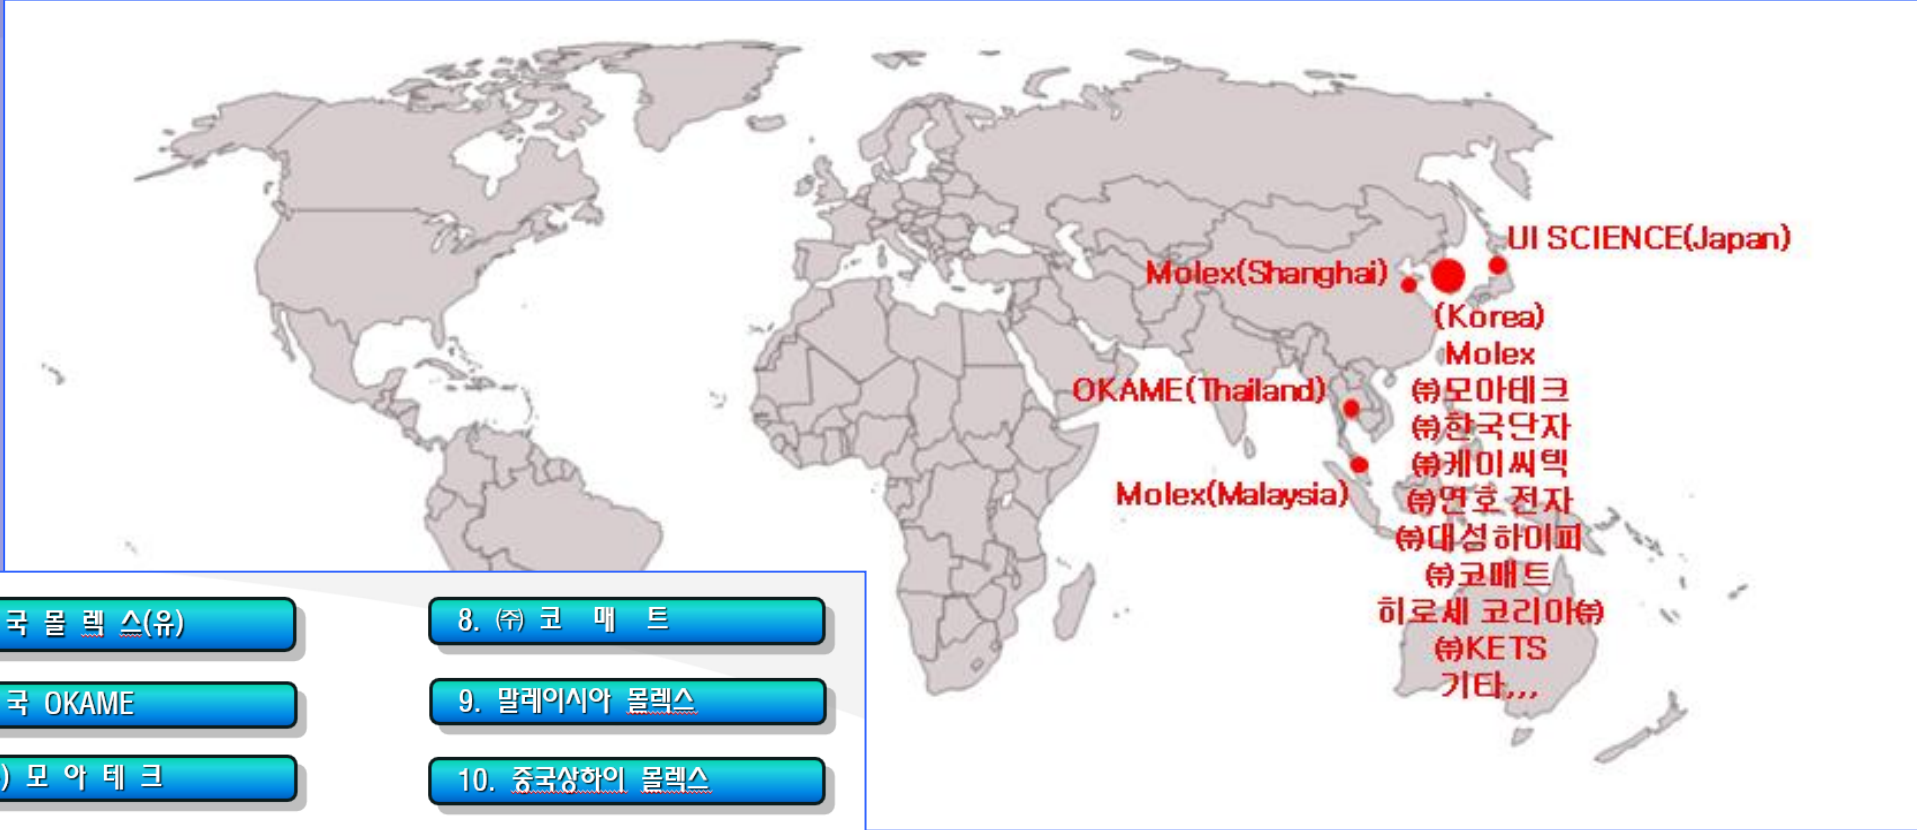 UI SCIENCE(Japan)
Molex(Shanghai)
(Korea)
Molex
OKAME(Thailand)
㈜모아테크
㈜한국단자
㈜케이씨텍
Molex(Malaysia)
㈜연호전자
㈜대성하이피
㈜코매트
히로세 코리아㈜
㈜KETS
기타,,,
국 몰 렉 스(유)
국 OKAME
) 모 아 테 크
8. ㈜ 코 매 트
9. 말레이시아 몰렉스
10. 중국상하이 몰렉스